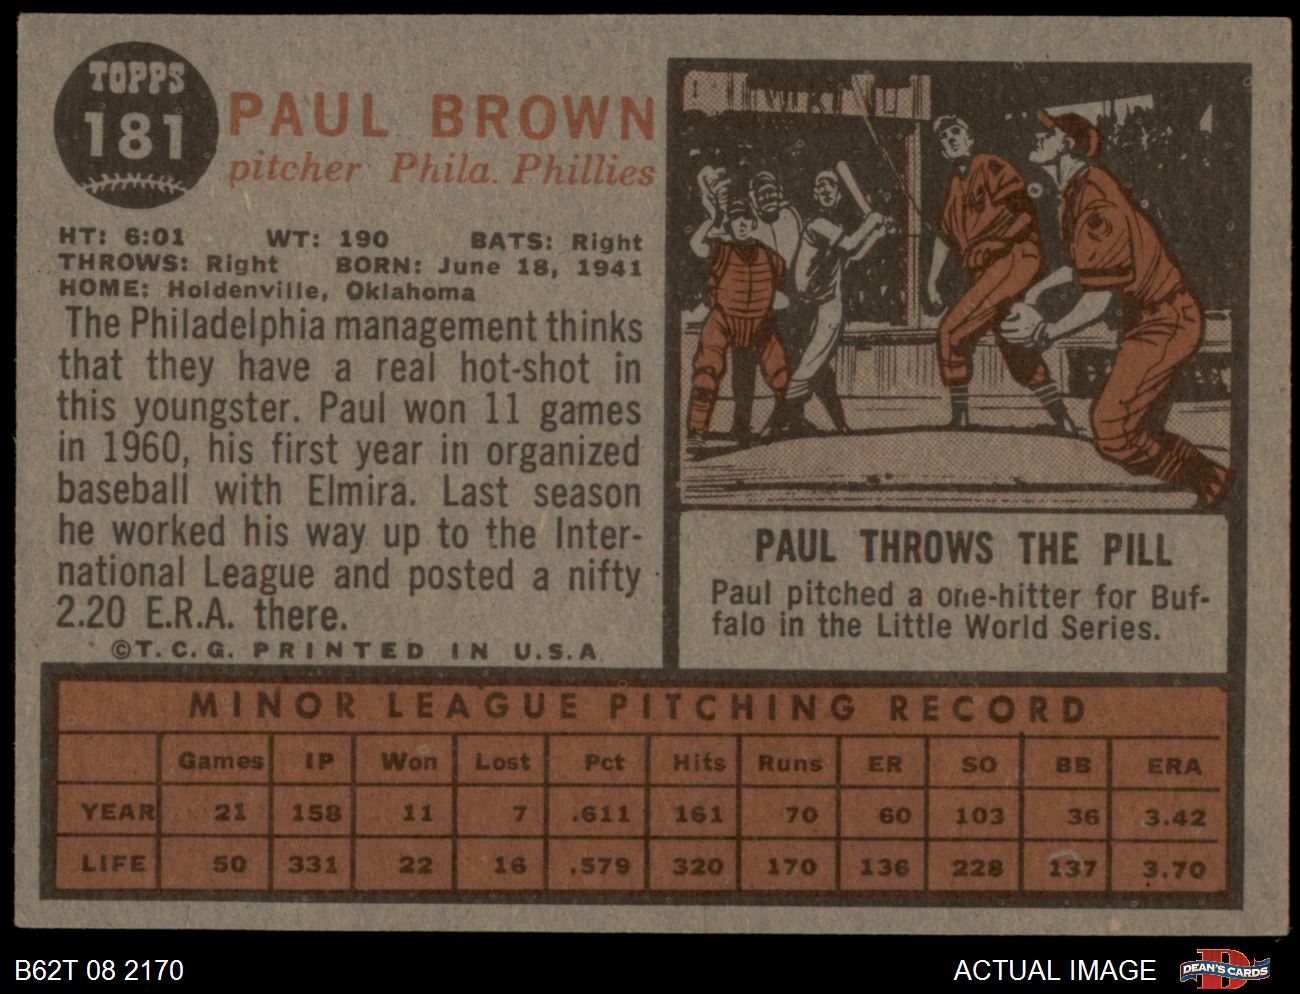 TOPPS
181
PAUL BROWN
pitcher Phila. Phillies
HT: 6:01 WT: 190 BATS: Right
THROWS: Right BORN: June 18, 1941
HOME: Holdenville, Oklahoma
The Philadelphia management thinks
that they have a real hot-shot in
this youngster. Paul won 11 games
in 1960, his first year in organized
baseball with Elmira. Last season
he worked his way up to the Inter-
national League and posted a nifty
2.20 E.R.A. there.
©T.C.G. PRINTED IN U.S.A
PAUL THROWS THE PILL
Paul pitched a one-hitter for Buf-
falo in the Little World Series.
MINOR LEAGUE PITCHING RECORD
Games IP Won Lost Pct Hits Runs ER SO BB ERA
YEAR 21 158 11 7 .611 161 70 60 103 36 3.42
LIFE 50 331 22 16 .579 320 170 136 228 137 3.70
B62T 08 2170
ACTUAL IMAGE
D
DEAN'S CARDS